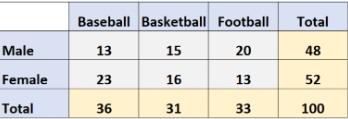 Baseball Basketball Football Total
Male 13 15 20 48
Female 23 16 13 52
Total 36 31 33 100